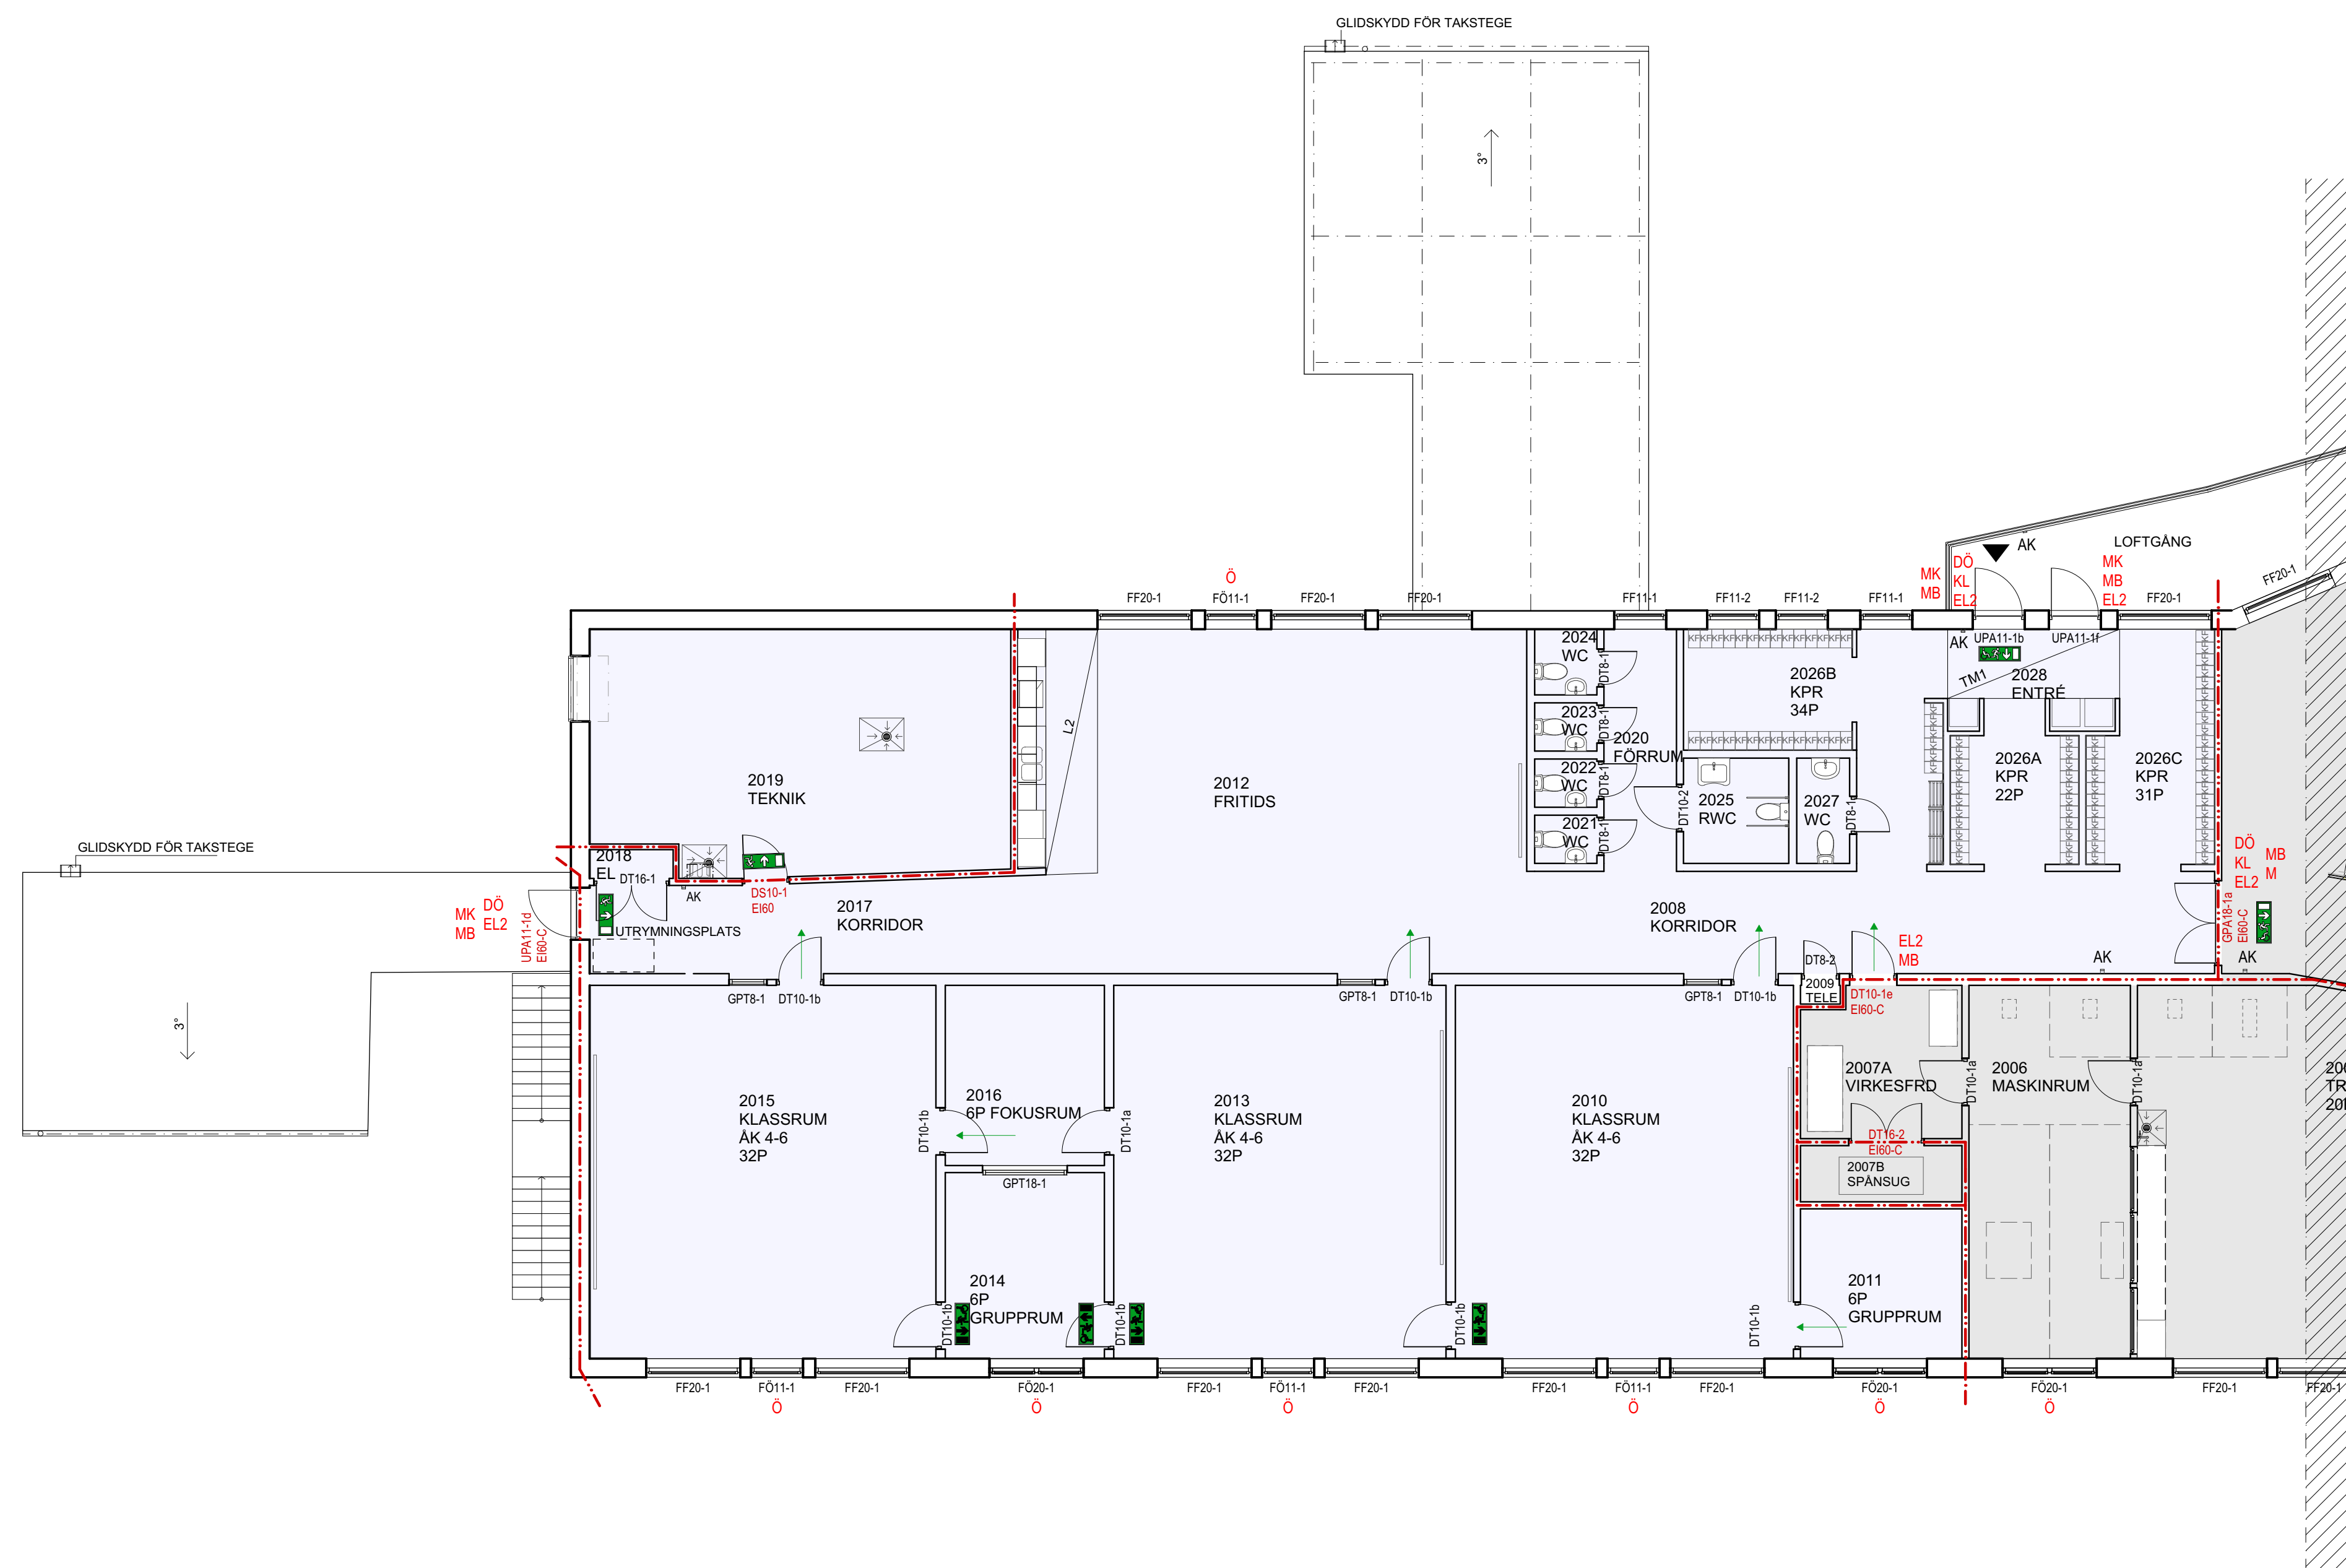 GLIDSKYDD FÖR TAKSTEGE
3°
LOFTGÅNG
AK
DÖ
KL
EL2
MK
MB
MK
MB
EL2
FF20-1
Ö
FF20-1
FÖ11-1
FF20-1
FF20-1
FF11-1
FF11-2
FF11-2
FF11-1
FF20-1
UPA11-1b
UPA11-1f
AK
TM1
2028
ENTRÉ
2024
WC
DT8-1
2023
WC
DT8-1
2022
WC
DT8-1
2021
WC
DT8-1
2020
FÖRRUM
2026B
KPR
34P
2025
RWC
DT10-2
2027
WC
DT8-1
2026A
KPR
22P
2026C
KPR
31P
L2
2019
TEKNIK
2012
FRITIDS
GLIDSKYDD FÖR TAKSTEGE
3°
2018
EL
DT16-1
AK
DS10-1
EI60
MK
MB
DÖ
EL2
UPA11-1d
EI60-C
UTRYMNINGSPLATS
2017
KORRIDOR
2008
KORRIDOR
DÖ
KL
EL2
MB
M
GPA18-1a
EI60-C
AK
AK
EL2
MB
GPT8-1
DT10-1b
GPT8-1
DT10-1b
GPT8-1
DT10-1b
DT8-2
2009
TELE
DT10-1e
EI60-C
2015
KLASSRUM
ÅK 4-6
32P
DT10-1b
2016
6P FOKUSRUM
DT10-1a
GPT18-1
2013
KLASSRUM
ÅK 4-6
32P
2010
KLASSRUM
ÅK 4-6
32P
2007A
VIRKESFRD
DT10-1a
2006
MASKINRUM
DT10-1a
DT16-2
EI60-C
2007B
SPÅNSUG
2014
6P
GRUPPRUM
DT10-1b
DT10-1b
DT10-1b
DT10-1b
2011
6P
GRUPPRUM
FF20-1
FÖ11-1
FF20-1
FÖ20-1
FF20-1
FÖ11-1
FF20-1
FF20-1
FÖ11-1
FF20-1
FÖ20-1
FÖ20-1
FF20-1
FF20-1
Ö
Ö
Ö
Ö
Ö
Ö